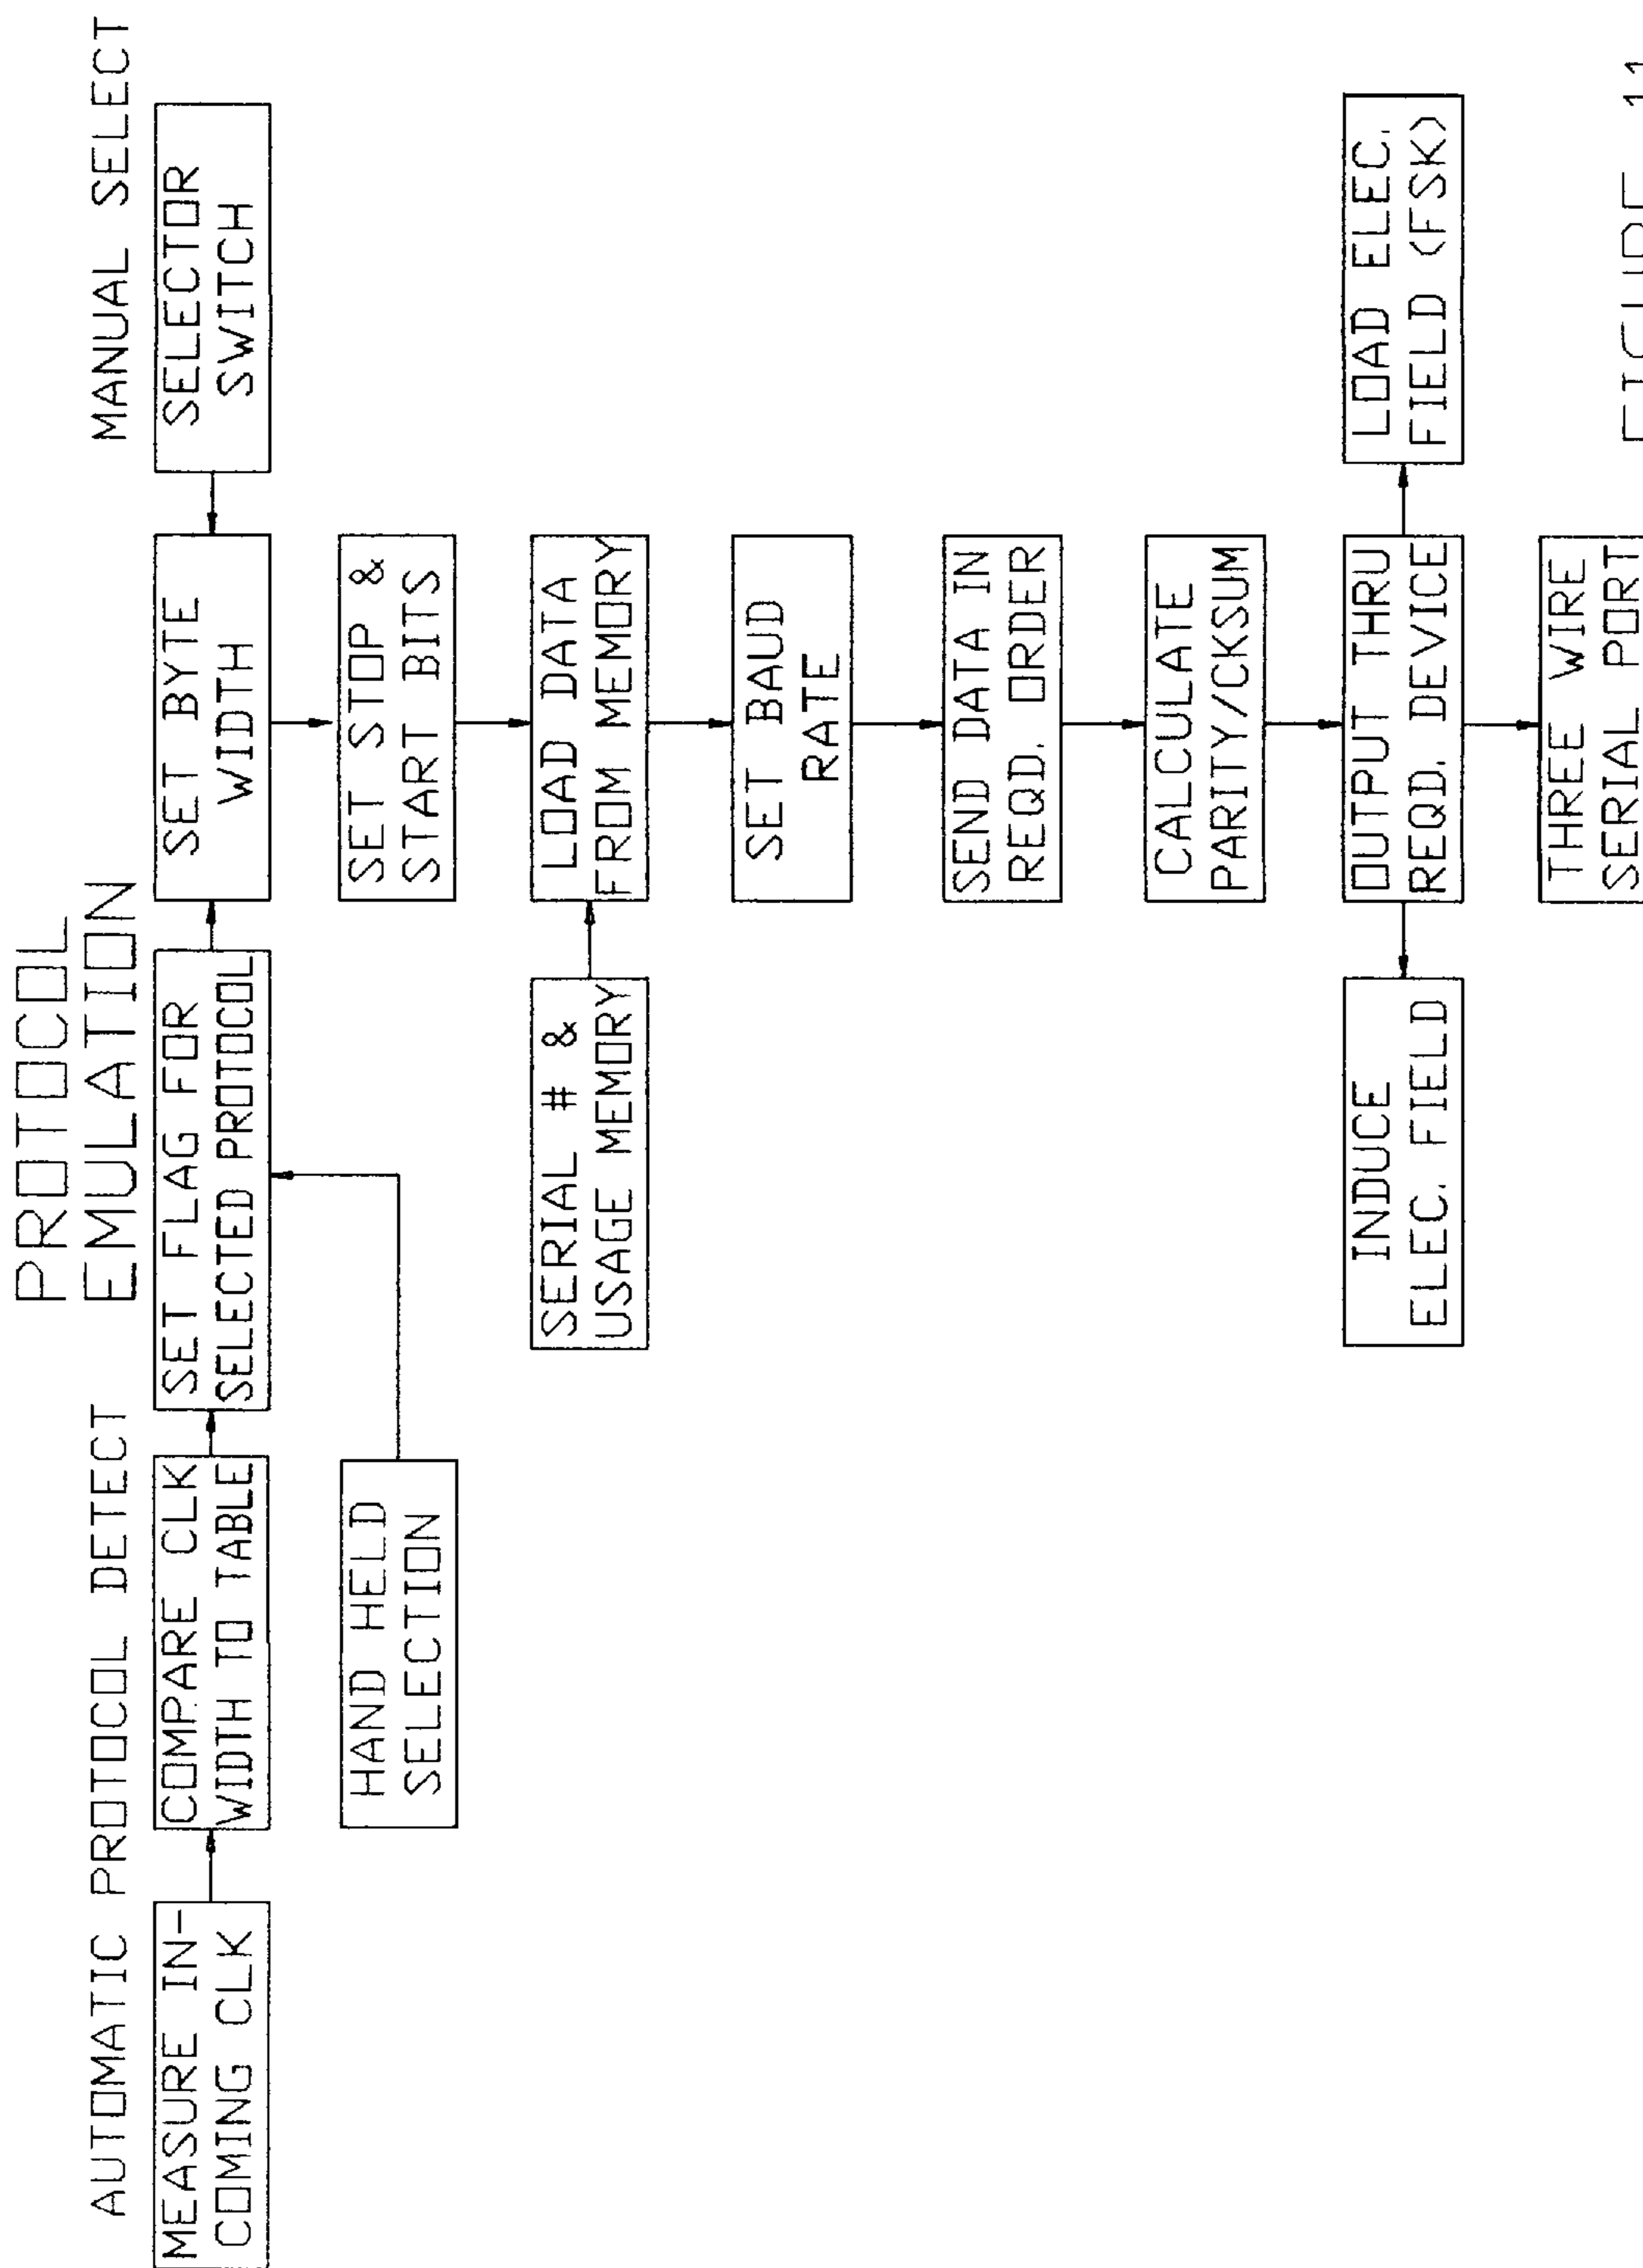 PROTOCOL
EMULATION
AUTOMATIC PROTOCOL DETECT
MANUAL SELECT
MEASURE IN-
COMING CLK
COMPARE CLK
WIDTH TO TABLE
SET FLAG FOR
SELECTED PROTOCOL
SET BYTE
WIDTH
SELECTOR
SWITCH
HAND HELD
SELECTION
SET STOP &
START BITS
SERIAL # &
USAGE MEMORY
LOAD DATA
FROM MEMORY
SET BAUD
RATE
SEND DATA IN
REQD. ORDER
CALCULATE
PARITY/CKSUM
INDUCE
ELEC. FIELD
OUTPUT THRU
REQD. DEVICE
LOAD ELEC.
FIELD (FSK)
THREE WIRE
SERIAL PORT
FIGURE 11